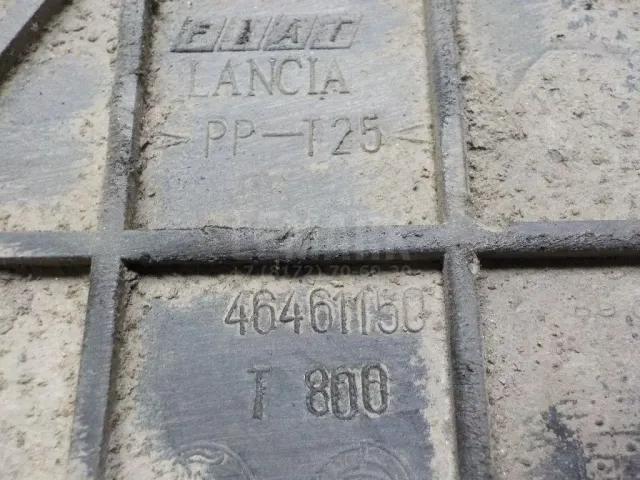 FIAT
LANCIA
>PP-T25<
46461150
T 800